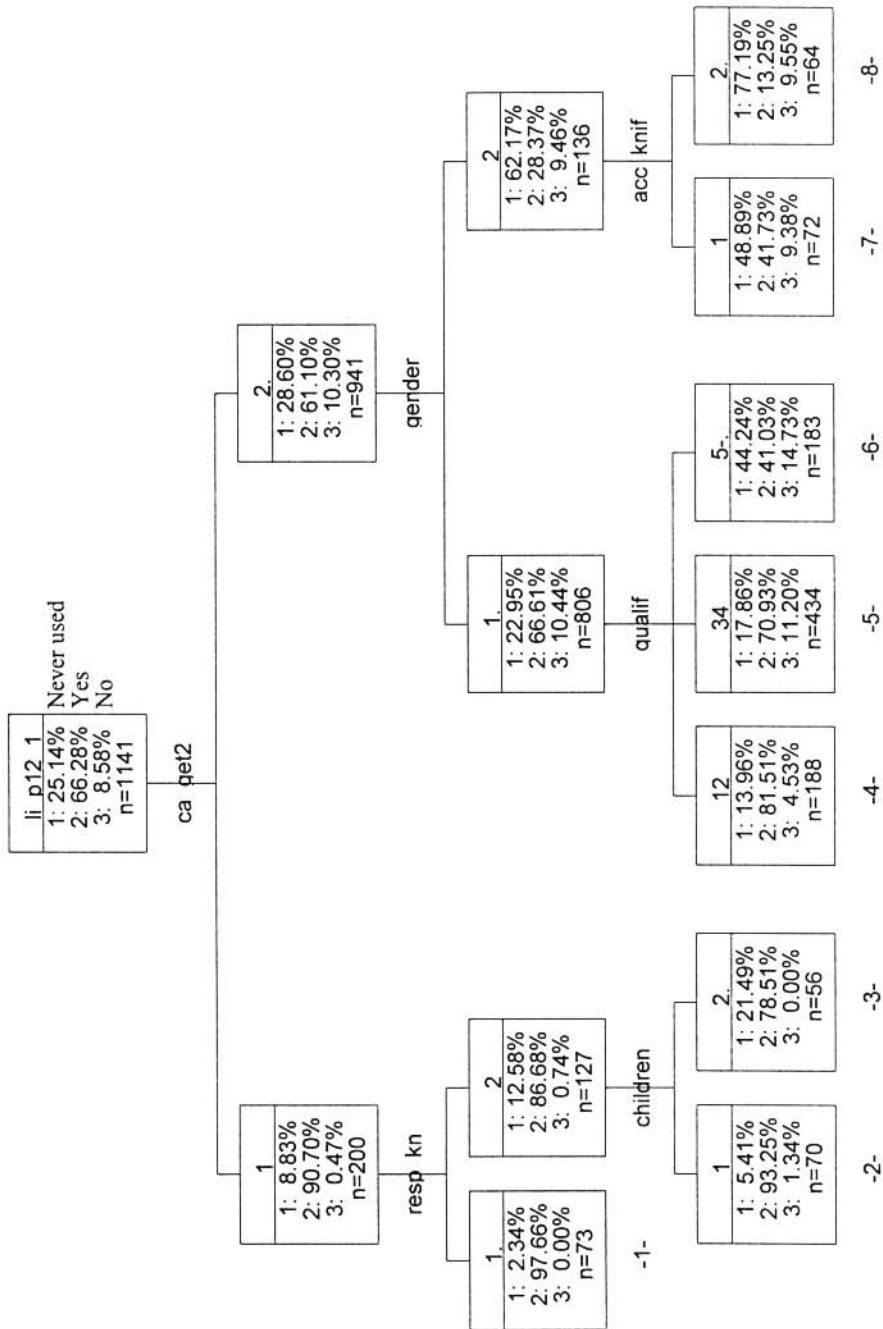 li_p12_1
1: 25.14% Never used
2: 66.28% Yes
3: 8.58% No
n=1141
ca_get2
1
1: 8.83%
2: 90.70%
3: 0.47%
n=200
resp_kn
1.
1: 2.34%
2: 97.66%
3: 0.00%
n=73
-1-
2
1: 12.58%
2: 86.68%
3: 0.74%
n=127
children
1
1: 5.41%
2: 93.25%
3: 1.34%
n=70
-2-
2.
1: 21.49%
2: 78.51%
3: 0.00%
n=56
-3-
2.
1: 28.60%
2: 61.10%
3: 10.30%
n=941
gender
1.
1: 22.95%
2: 66.61%
3: 10.44%
n=806
qualif
12
1: 13.96%
2: 81.51%
3: 4.53%
n=188
-4-
34
1: 17.86%
2: 70.93%
3: 11.20%
n=434
-5-
5-.
1: 44.24%
2: 41.03%
3: 14.73%
n=183
-6-
2
1: 62.17%
2: 28.37%
3: 9.46%
n=136
acc_knif
1
1: 48.89%
2: 41.73%
3: 9.38%
n=72
-7-
2.
1: 77.19%
2: 13.25%
3: 9.55%
n=64
-8-